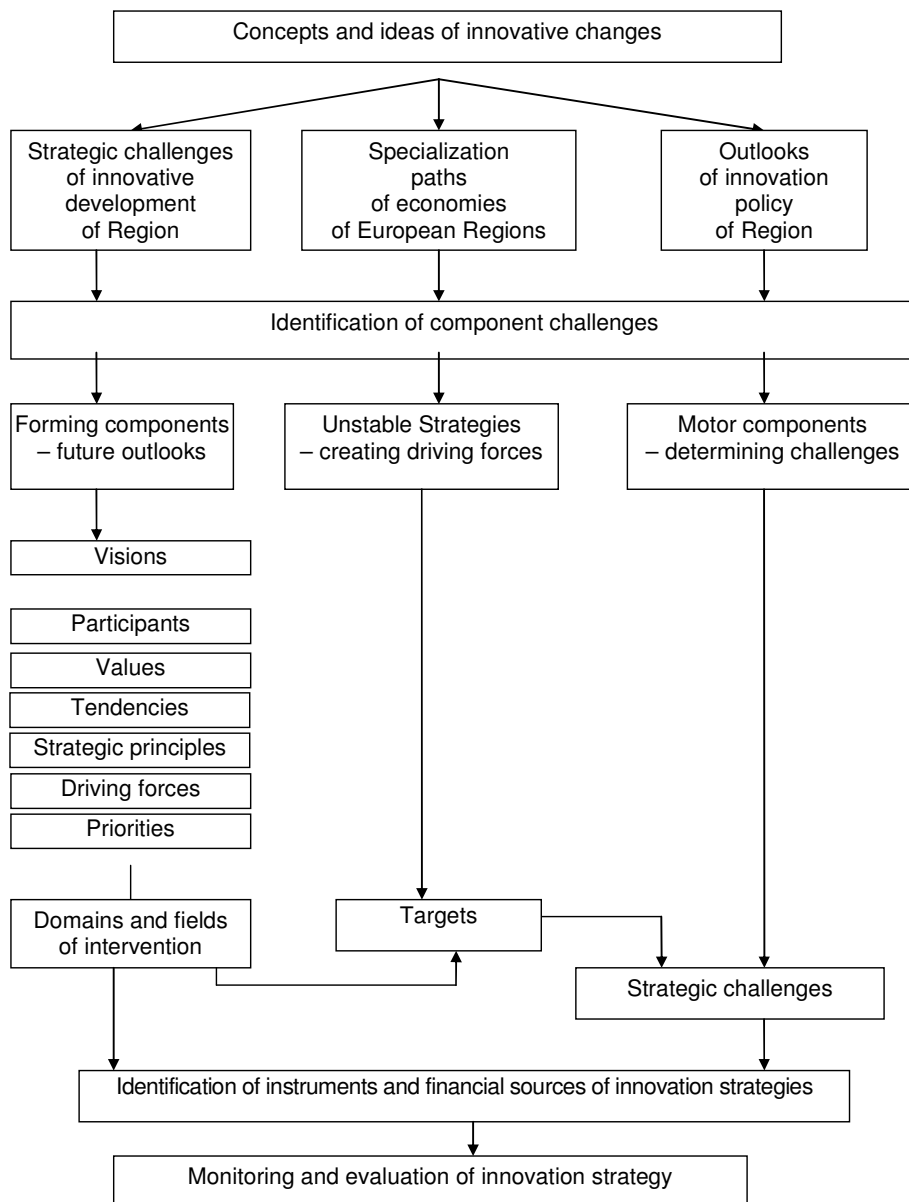 Concepts and ideas of innovative changes
Strategic challenges
of innovative
development
of Region
Specialization
paths
of economies
of European Regions
Outlooks
of innovation
policy
of Region
Identification of component challenges
Forming components
– future outlooks
Unstable Strategies
– creating driving forces
Motor components
– determining challenges
Visions
Participants
Values
Tendencies
Strategic principles
Driving forces
Priorities
Domains and fields
of intervention
Targets
Strategic challenges
Identification of instruments and financial sources of innovation strategies
Monitoring and evaluation of innovation strategy